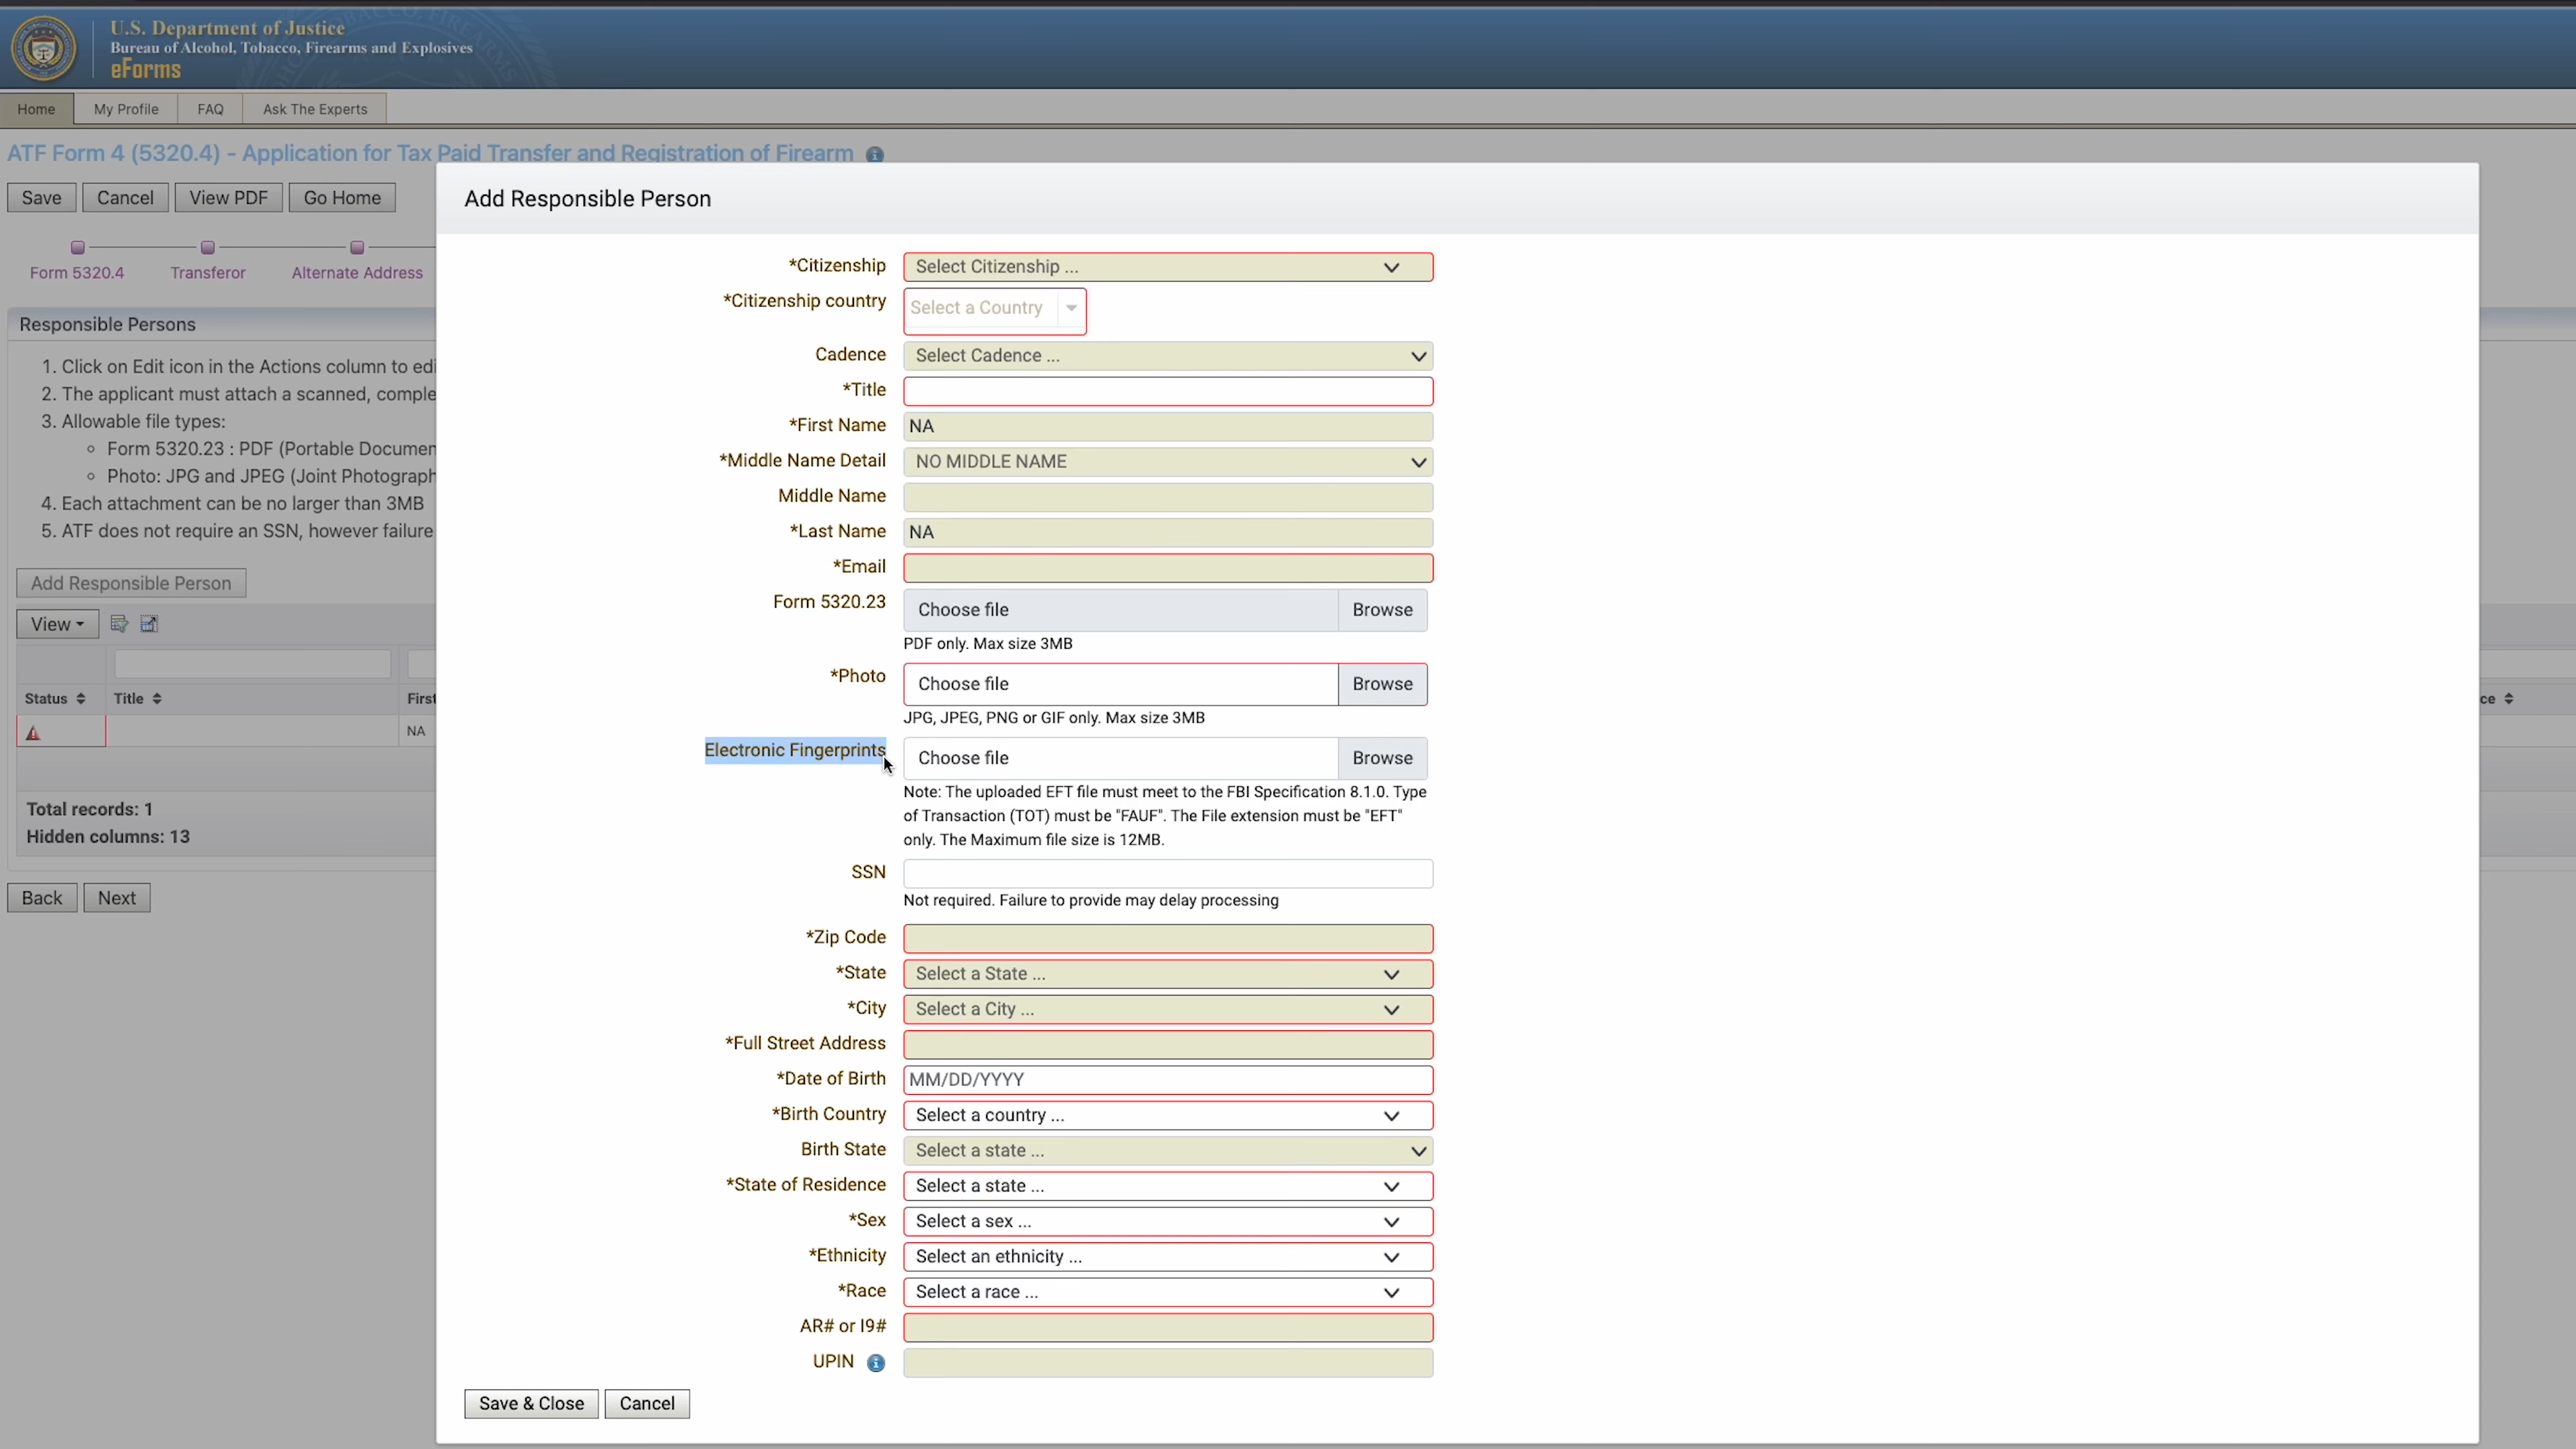 U.S. Department of Justice
Bureau of Alcohol, Tobacco, Firearms and Explosives
eForms
Home
My Profile
FAQ
Ask The Experts
ATF Form 4 (5320.4) - Application for Tax Paid Transfer and Registration of Firearm
Save
Cancel
View PDF
Go Home
Form 5320.4
Transferor
Alternate Address
Responsible Persons
1. Click on Edit icon in the Actions column to edi
2. The applicant must attach a scanned, comple
3. Allowable file types:
Form 5320.23 : PDF (Portable Documen
Photo: JPG and JPEG (Joint Photograph
4. Each attachment can be no larger than 3MB
5. ATF does not require an SSN, however failure
Add Responsible Person
View
Status
Title
First
ce
NA
Total records: 1
Hidden columns: 13
Back
Next
Add Responsible Person
*Citizenship
Select Citizenship ...
*Citizenship country
Select a Country
Cadence
Select Cadence ...
*Title
*First Name
NA
*Middle Name Detail
NO MIDDLE NAME
Middle Name
*Last Name
NA
*Email
Form 5320.23
Choose file
Browse
PDF only. Max size 3MB
*Photo
Choose file
Browse
JPG, JPEG, PNG or GIF only. Max size 3MB
Electronic Fingerprints
Choose file
Browse
Note: The uploaded EFT file must meet to the FBI Specification 8.1.0. Type
of Transaction (TOT) must be "FAUF". The File extension must be "EFT"
only. The Maximum file size is 12MB.
SSN
Not required. Failure to provide may delay processing
*Zip Code
*State
Select a State ...
*City
Select a City ...
*Full Street Address
*Date of Birth
MM/DD/YYYY
*Birth Country
Select a country ...
Birth State
Select a state ...
*State of Residence
Select a state ...
*Sex
Select a sex ...
*Ethnicity
Select an ethnicity ...
*Race
Select a race ...
AR# or I9#
UPIN
Save & Close
Cancel